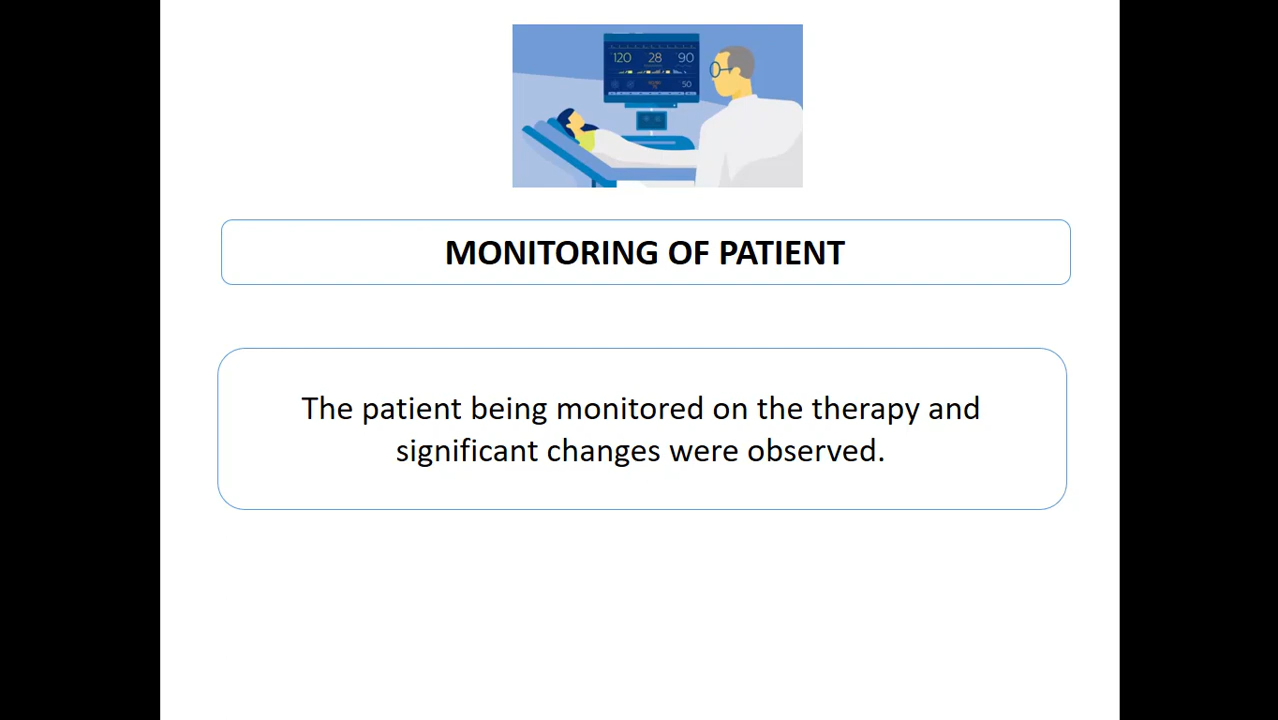 120 28 90
50
MONITORING OF PATIENT
The patient being monitored on the therapy and
significant changes were observed.